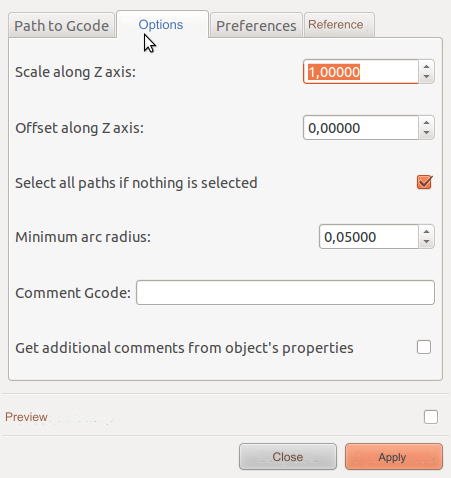 Path to Gcode Options Preferences Reference
Scale along Z axis: 1,00000
Offset along Z axis: 0,00000
Select all paths if nothing is selected
Minimum arc radius: 0,05000
Comment Gcode:
Get additional comments from object's properties
Preview
Close Apply